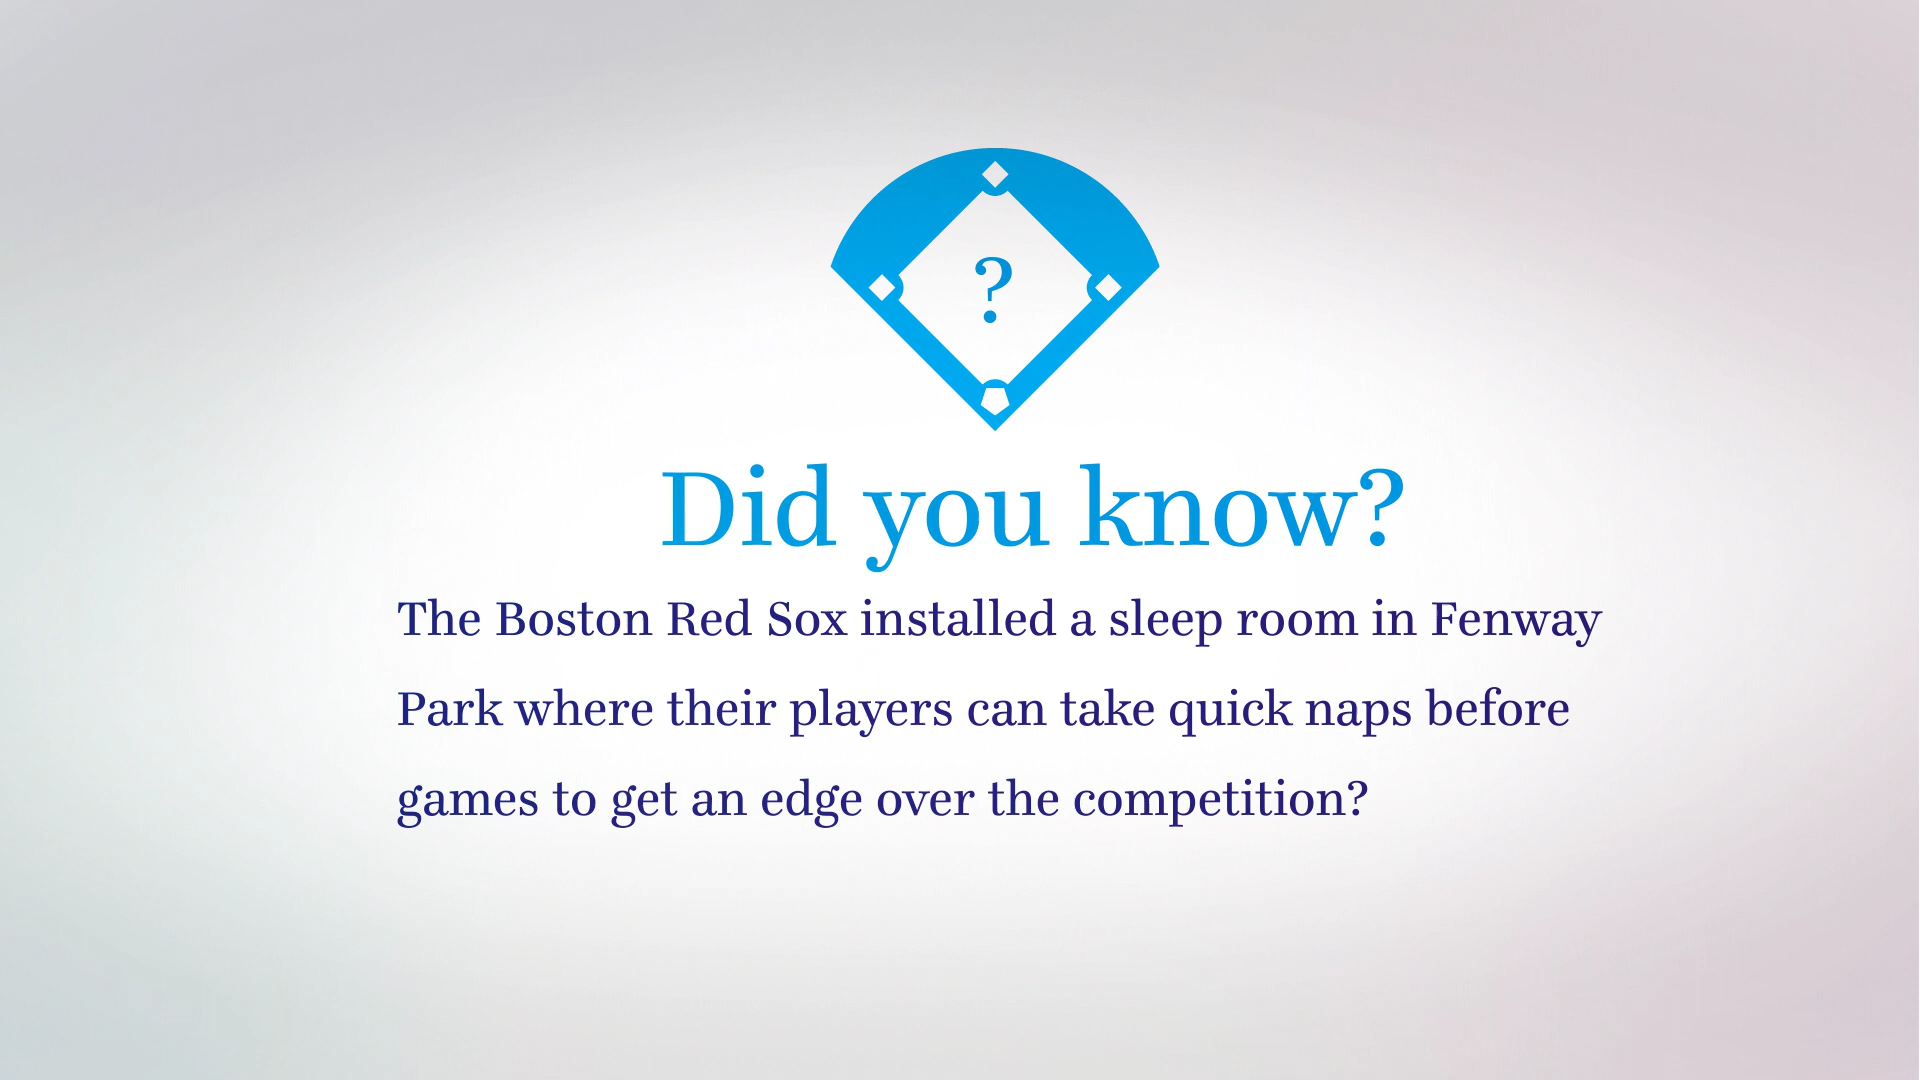 ?
Did you know?
The Boston Red Sox installed a sleep room in Fenway
Park where their players can take quick naps before
games to get an edge over the competition?